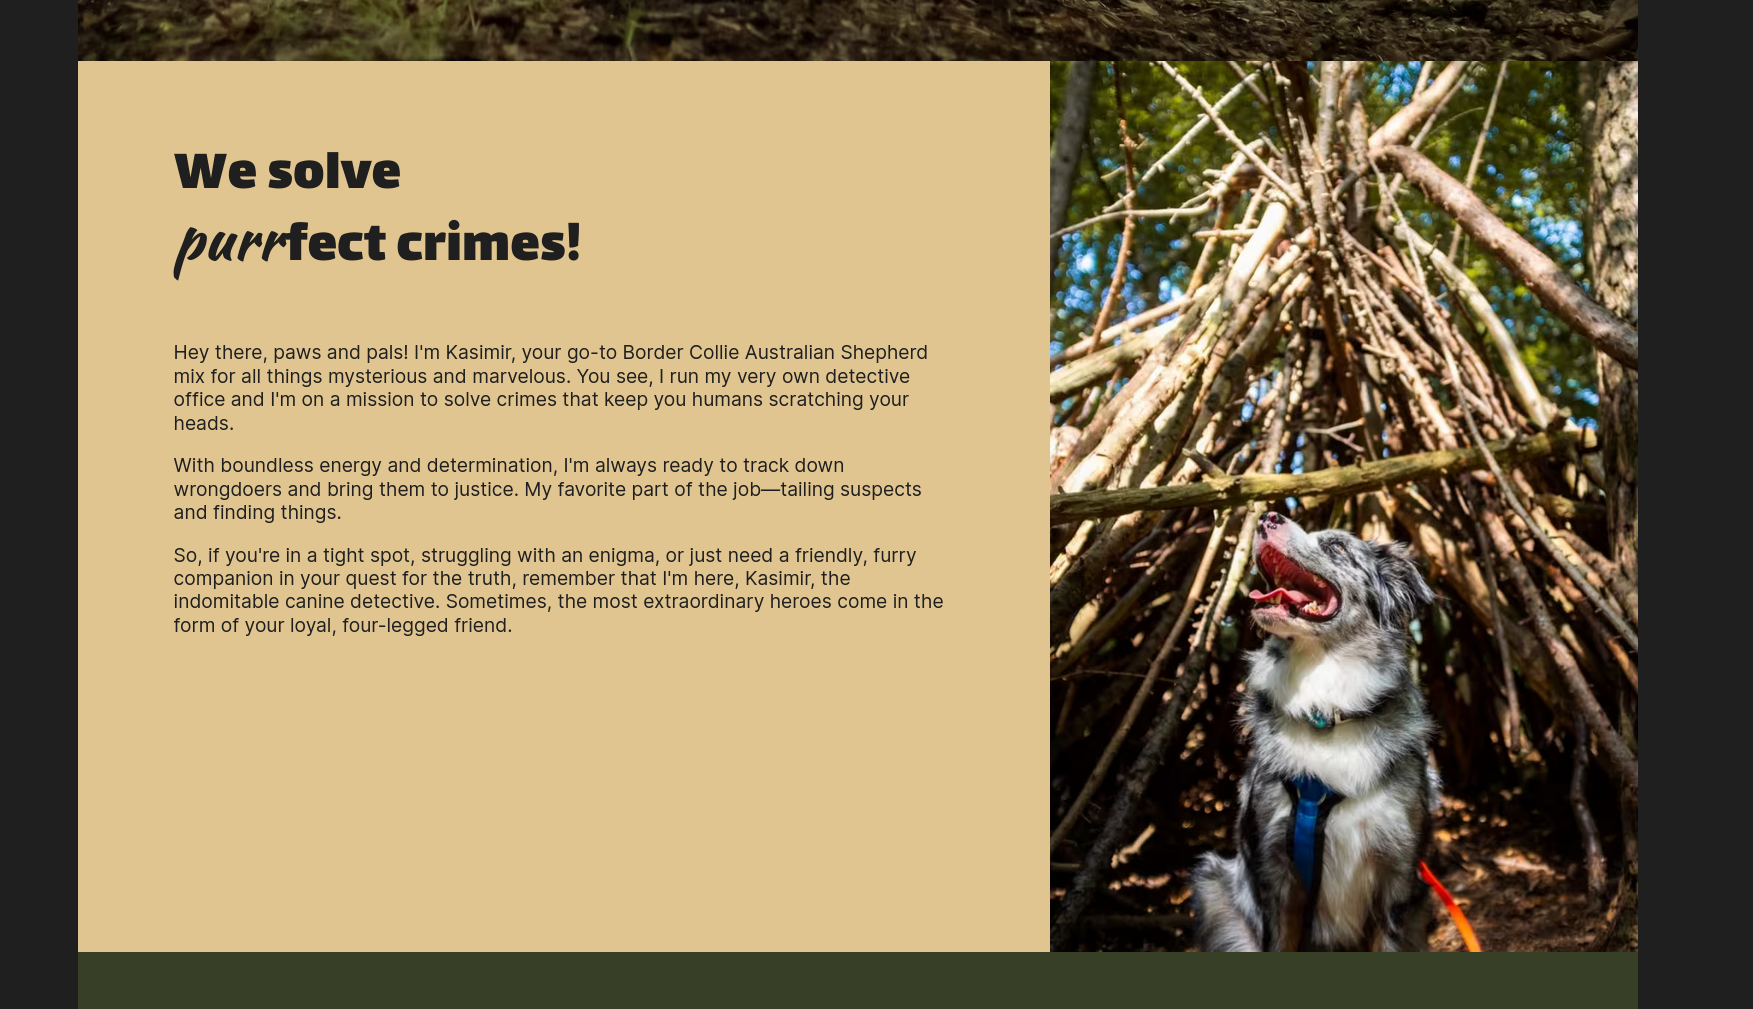 We solve
purrfect crimes!
Hey there, paws and pals! I'm Kasimir, your go-to Border Collie Australian Shepherd
mix for all things mysterious and marvelous. You see, I run my very own detective
office and I'm on a mission to solve crimes that keep you humans scratching your
heads.
With boundless energy and determination, I'm always ready to track down
wrongdoers and bring them to justice. My favorite part of the job—tailing suspects
and finding things.
So, if you're in a tight spot, struggling with an enigma, or just need a friendly, furry
companion in your quest for the truth, remember that I'm here, Kasimir, the
indomitable canine detective. Sometimes, the most extraordinary heroes come in the
form of your loyal, four-legged friend.